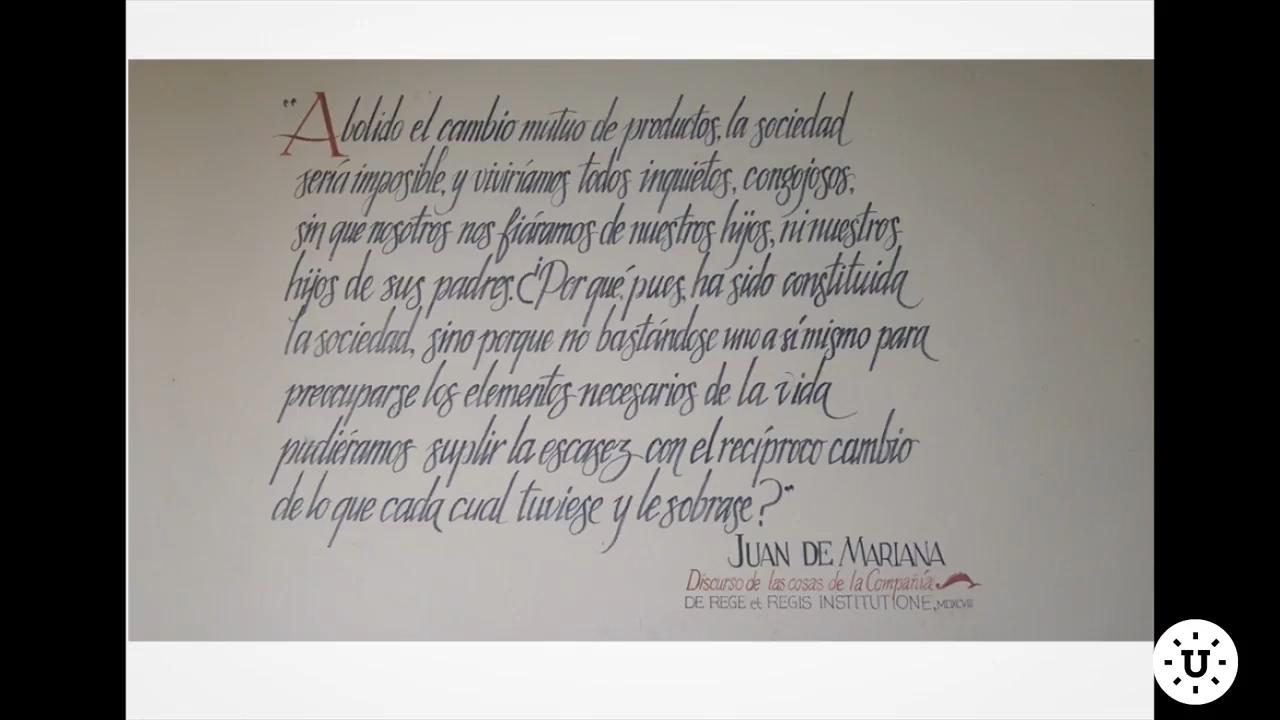 "Abolido el cambio mutuo de productos, la sociedad
sería imposible, y viviríamos todos inquietos, congojosos,
sin que nosotros nos fiáramos de nuestros hijos, ni nuestros
hijos de sus padres. ¿Por qué, pues, ha sido constituida
la sociedad, sino porque no bastándose uno a sí mismo para
preocuparse los elementos necesarios de la vida
pudiéramos suplir la escasez con el recíproco cambio
de lo que cada cual tuviese y le sobrase?"
JUAN DE MARIANA
Discurso de las cosas de la Compañía
DE REGE et REGIS INSTITUTIONE, MDXCVIII
U